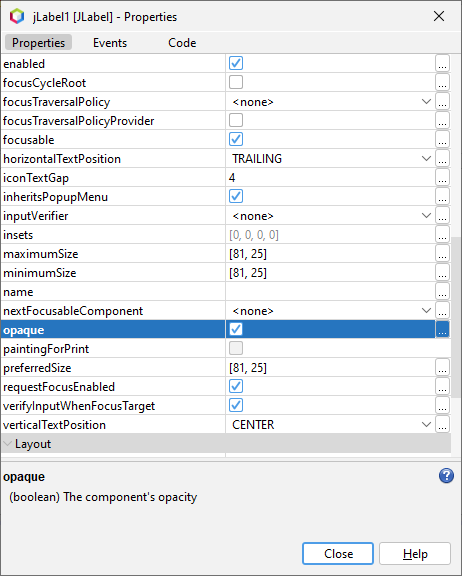 jLabel1 [JLabel] - Properties
Properties Events Code
enabled ...
focusCycleRoot ...
focusTraversalPolicy <none> ...
focusTraversalPolicyProvider ...
focusable ...
horizontalTextPosition TRAILING ...
iconTextGap 4 ...
inheritsPopupMenu ...
inputVerifier <none> ...
insets [0, 0, 0, 0] ...
maximumSize [81, 25] ...
minimumSize [81, 25] ...
name ...
nextFocusableComponent <none> ...
opaque ...
paintingForPrint
preferredSize [81, 25] ...
requestFocusEnabled ...
verifyInputWhenFocusTarget ...
verticalTextPosition CENTER ...
Layout
opaque ?
(boolean) The component's opacity
Close Help